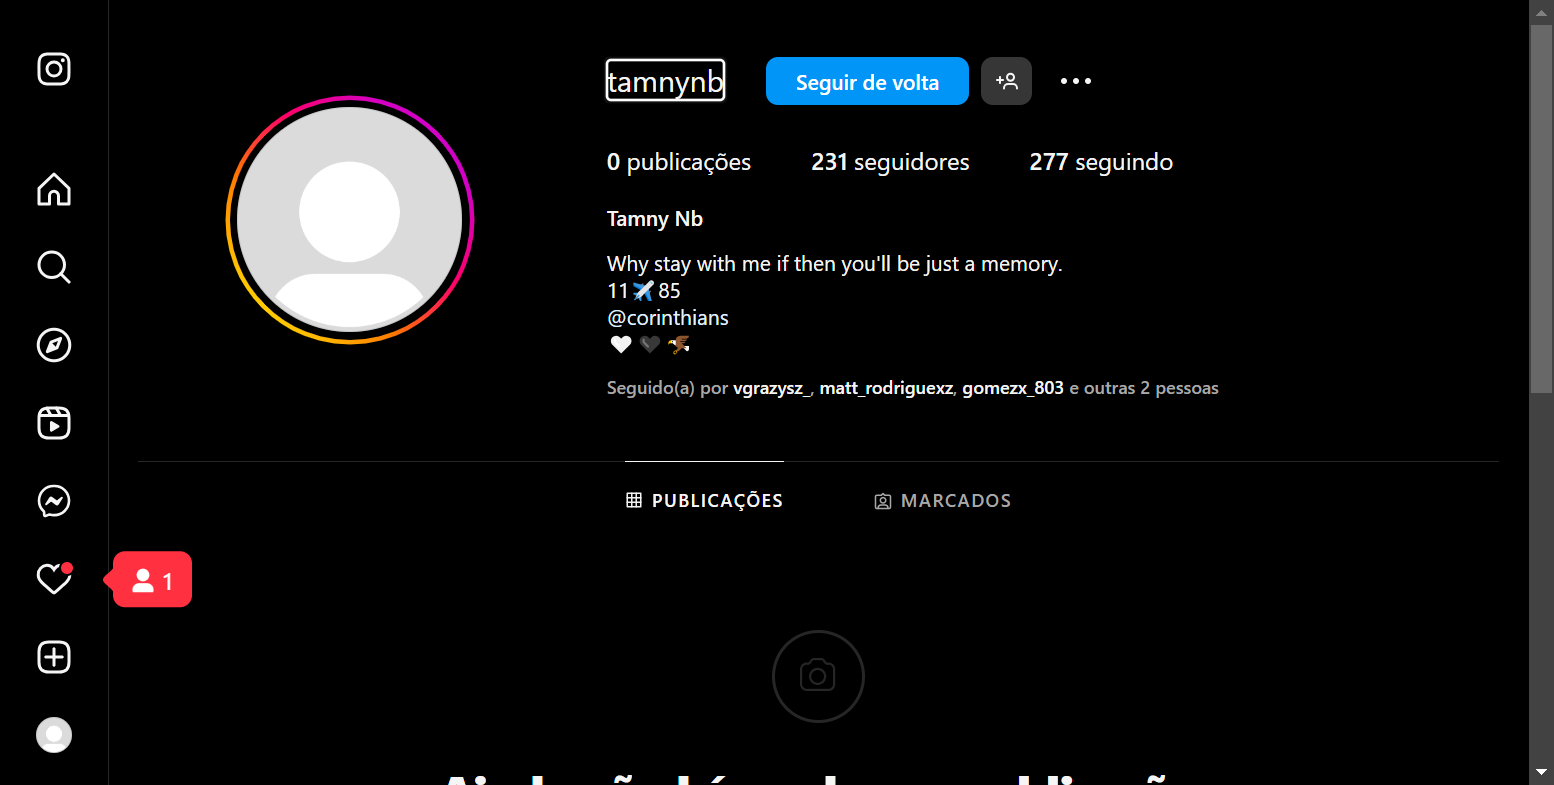 tamnynb
Seguir de volta
0 publicações 231 seguidores 277 seguindo
Tamny Nb
Why stay with me if then you'll be just a memory.
11✈️85
@corinthians
🤍🖤🦅
Seguido(a) por vgrazysz_, matt_rodriguexz, gomezx_803 e outras 2 pessoas
PUBLICAÇÕES MARCADOS
1